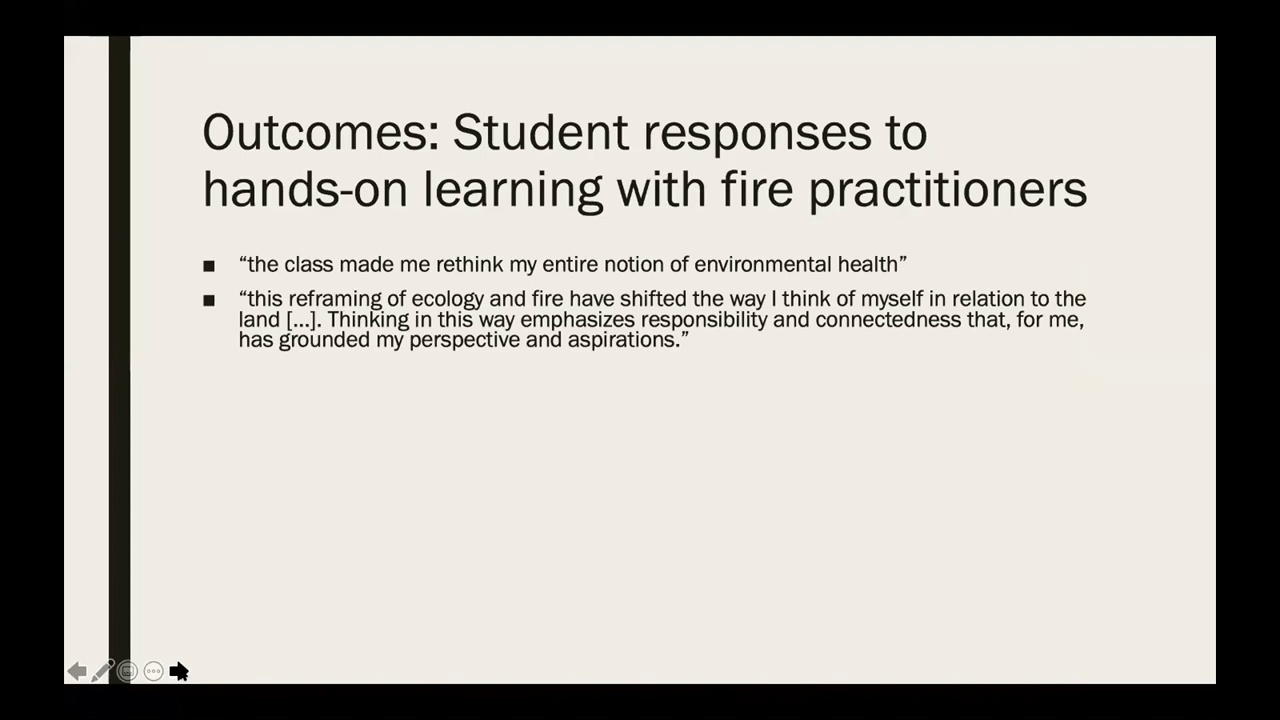 Outcomes: Student responses to
hands-on learning with fire practitioners
■ “the class made me rethink my entire notion of environmental health”
■ “this reframing of ecology and fire have shifted the way I think of myself in relation to the
land [...]. Thinking in this way emphasizes responsibility and connectedness that, for me,
has grounded my perspective and aspirations.”